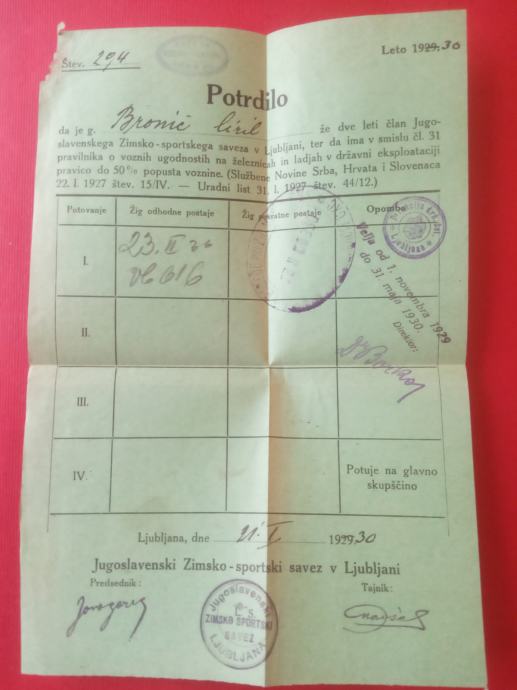 Štev. 294
Leto 1929.30
Potrdilo
da je g. Bronič Ciril že dve leti član Jugo-
slavenskega Zimsko-sportskega saveza v Ljubljani, ter da ima v smislu čl. 31
pravilnika o voznih ugodnostih na železnicah in ladjah v državni eksploataciji
pravico do 50% popusta voznine. (Službene Novine Srba, Hrvata i Slovenaca
22. I. 1927 štev. 15/IV. — Uradni list 31. I. 1927 štev. 44/12.)
Potovanje Žig odhodne postaje Žig povratne postaje Opomba
I. 23. II 30
Ljubljana
Velja od 1. novembra 1929
do 31. maja 1930.
Direktor:
II.
III.
IV. Potuje na glavno
skupščino
Ljubljana, dne 21. I. 1929.30
Jugoslavenski Zimsko-sportski savez v Ljubljani
Predsednik: Tajnik:
Jugoslavenski
Z. S.
ZIMSKO SPORTSKI
SAVEZ
LJUBLJANA